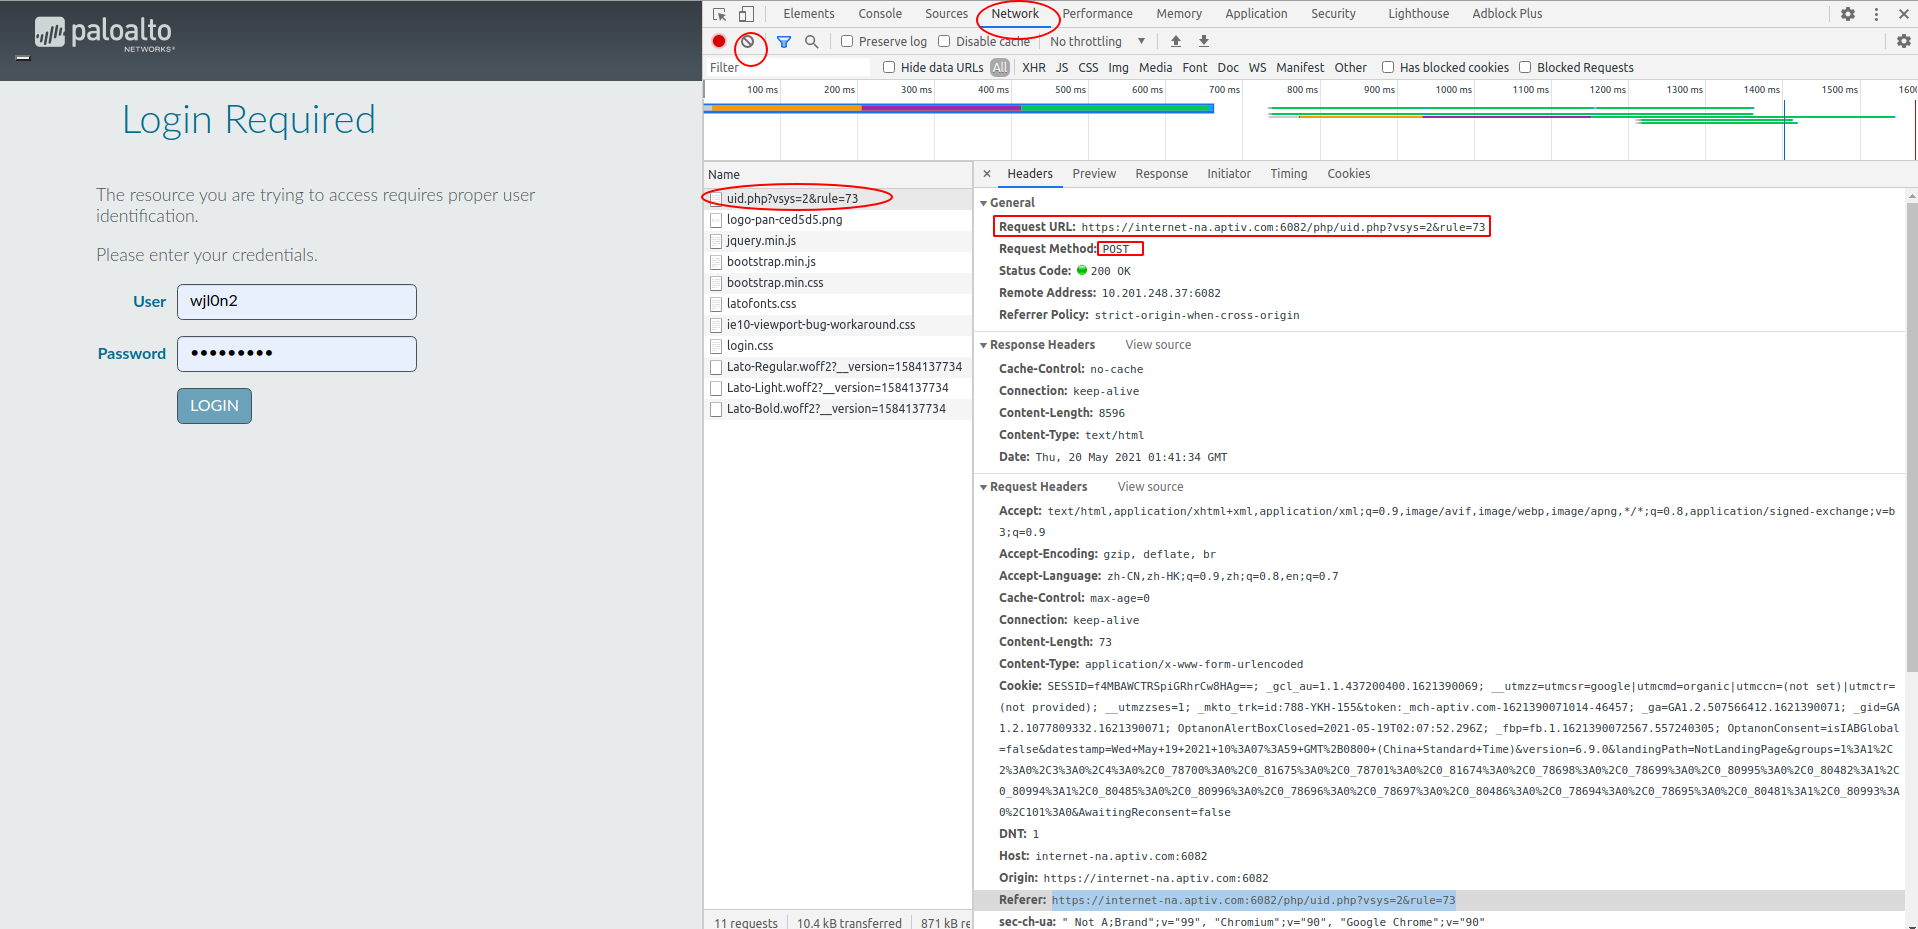 paloalto
NETWORKS
Login Required
The resource you are trying to access requires proper user
identification.
Please enter your credentials.
User
wjl0n2
Password
•••••••••
LOGIN
Elements Console Sources Network Performance Memory Application Security Lighthouse Adblock Plus
Preserve log Disable cache No throttling
Filter Hide data URLs All XHR JS CSS Img Media Font Doc WS Manifest Other Has blocked cookies Blocked Requests
100 ms 200 ms 300 ms 400 ms 500 ms 600 ms 700 ms 800 ms 900 ms 1000 ms 1100 ms 1200 ms 1300 ms 1400 ms 1500 ms 1600
Name
uid.php?vsys=2&rule=73
logo-pan-ced5d5.png
jquery.min.js
bootstrap.min.js
bootstrap.min.css
latofonts.css
ie10-viewport-bug-workaround.css
login.css
Lato-Regular.woff2?__version=1584137734
Lato-Light.woff2?__version=1584137734
Lato-Bold.woff2?__version=1584137734
11 requests 10.4 kB transferred 871 kB re
× Headers Preview Response Initiator Timing Cookies
General
Request URL: https://internet-na.aptiv.com:6082/php/uid.php?vsys=2&rule=73
Request Method: POST
Status Code: 200 OK
Remote Address: 10.201.248.37:6082
Referrer Policy: strict-origin-when-cross-origin
Response Headers View source
Cache-Control: no-cache
Connection: keep-alive
Content-Length: 8596
Content-Type: text/html
Date: Thu, 20 May 2021 01:41:34 GMT
Request Headers View source
Accept: text/html,application/xhtml+xml,application/xml;q=0.9,image/avif,image/webp,image/apng,*/*;q=0.8,application/signed-exchange;v=b
3;q=0.9
Accept-Encoding: gzip, deflate, br
Accept-Language: zh-CN,zh-HK;q=0.9,zh;q=0.8,en;q=0.7
Cache-Control: max-age=0
Connection: keep-alive
Content-Length: 73
Content-Type: application/x-www-form-urlencoded
Cookie: SESSID=f4MBAWCTRSpiGRhrCw8HAg==; _gcl_au=1.1.437200400.1621390069; __utmzz=utmcsr=google|utmcmd=organic|utmccn=(not set)|utmctr=
(not provided); __utmzzses=1; _mkto_trk=id:788-YKH-155&token:_mch-aptiv.com-1621390071014-46457; _ga=GA1.2.507566412.1621390071; _gid=GA
1.2.1077809332.1621390071; OptanonAlertBoxClosed=2021-05-19T02:07:52.296Z; _fbp=fb.1.1621390072567.557240305; OptanonConsent=isIABGlobal
=false&datestamp=Wed+May+19+2021+10%3A07%3A59+GMT%2B0800+(China+Standard+Time)&version=6.9.0&landingPath=NotLandingPage&groups=1%3A1%2C
2%3A0%2C3%3A0%2C4%3A0%2C0_78700%3A0%2C0_81675%3A0%2C0_78701%3A0%2C0_81674%3A0%2C0_78698%3A0%2C0_78699%3A0%2C0_80995%3A0%2C0_80482%3A1%2C
0_80994%3A1%2C0_80485%3A0%2C0_80996%3A0%2C0_78696%3A0%2C0_78697%3A0%2C0_80486%3A0%2C0_78694%3A0%2C0_78695%3A0%2C0_80481%3A1%2C0_80993%3A
0%2C101%3A0&AwaitingReconsent=false
DNT: 1
Host: internet-na.aptiv.com:6082
Origin: https://internet-na.aptiv.com:6082
Referer: https://internet-na.aptiv.com:6082/php/uid.php?vsys=2&rule=73
sec-ch-ua: " Not A;Brand";v="99", "Chromium";v="90", "Google Chrome";v="90"